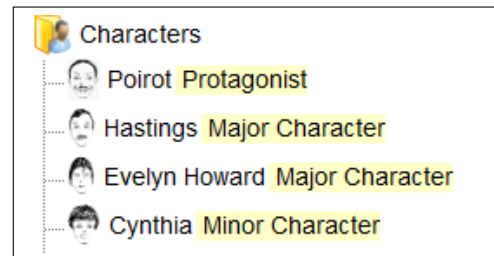 Characters
Poirot Protagonist
Hastings Major Character
Evelyn Howard Major Character
Cynthia Minor Character